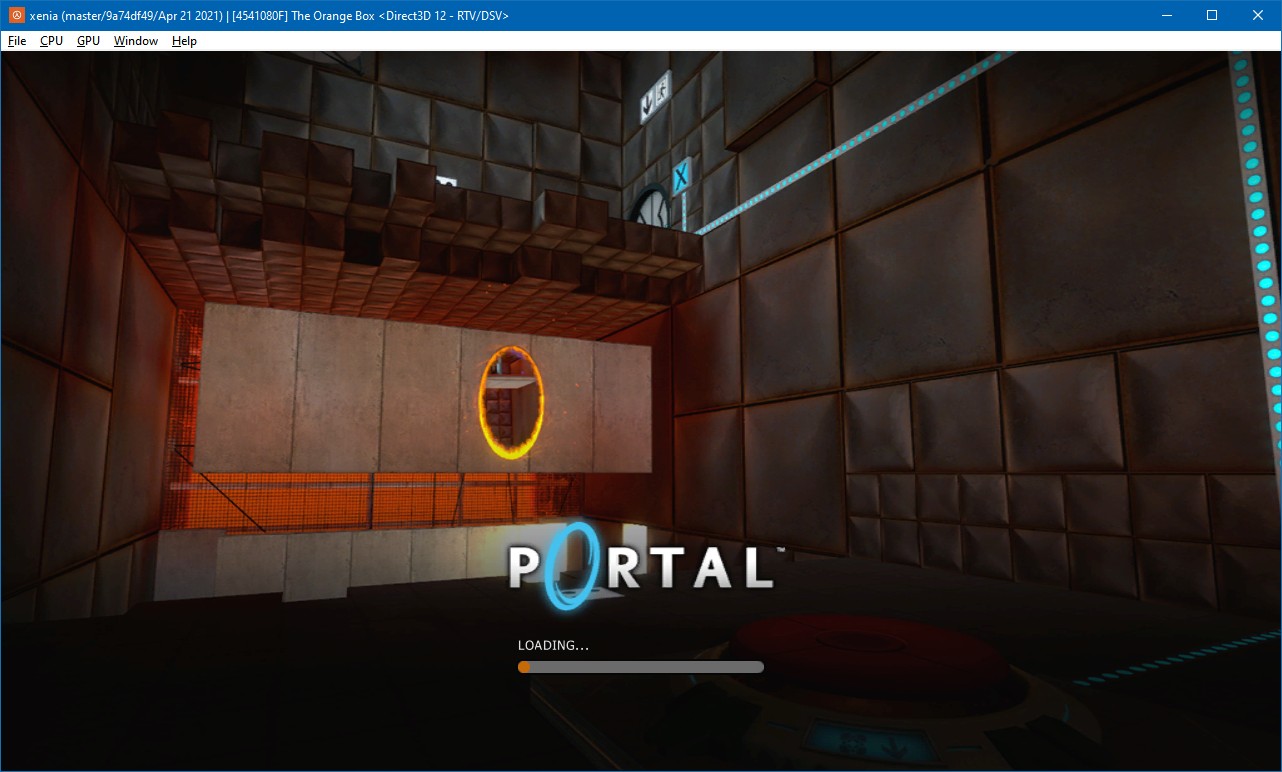 xenia (master/9a74df49/Apr 21 2021) | [4541080F] The Orange Box <Direct3D 12 - RTV/DSV>
File CPU GPU Window Help
X
PORTAL™
LOADING...